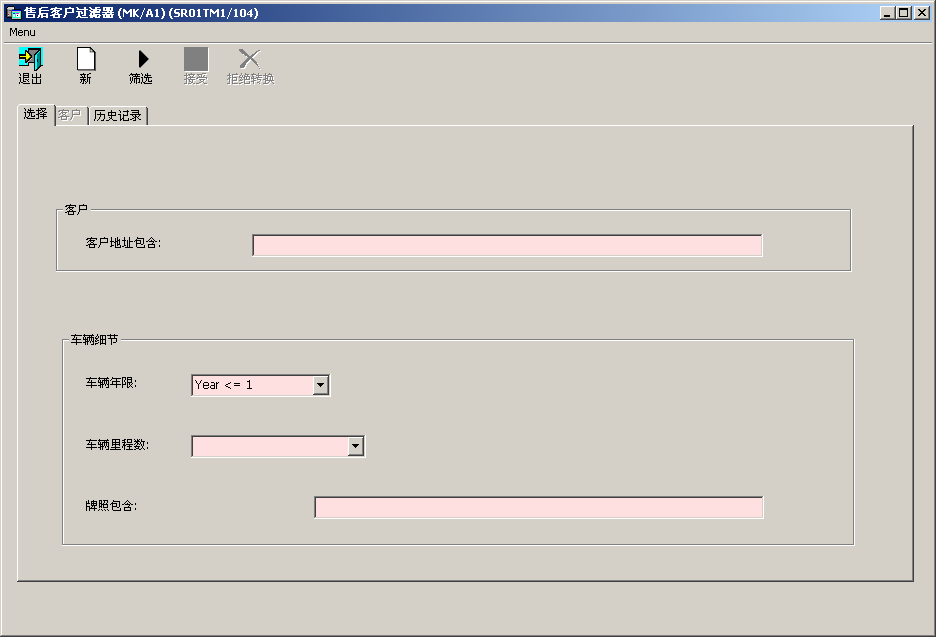 售后客户过滤器 (MK/A1) (SR01TM1/104)
Menu
退出 新 筛选 接受 拒绝转换
选择 客户 历史记录
客户
客户地址包含:
车辆细节
车辆年限: Year <= 1
车辆里程数:
牌照包含: